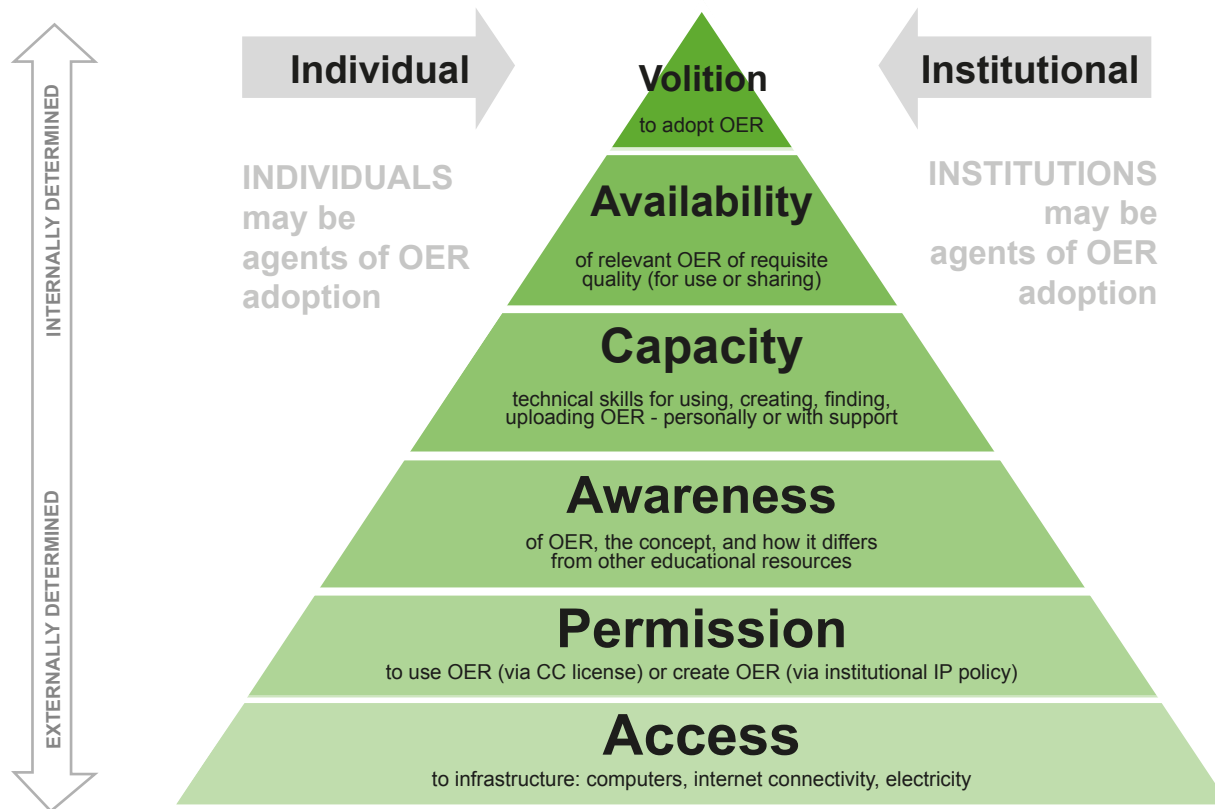 Individual
Institutional
INTERNALLY DETERMINED
EXTERNALLY DETERMINED
INDIVIDUALS
may be
agents of OER
adoption
INSTITUTIONS
may be
agents of OER
adoption
Volition
to adopt OER
Availability
of relevant OER of requisite
quality (for use or sharing)
Capacity
technical skills for using, creating, finding,
uploading OER - personally or with support
Awareness
of OER, the concept, and how it differs
from other educational resources
Permission
to use OER (via CC license) or create OER (via institutional IP policy)
Access
to infrastructure: computers, internet connectivity, electricity